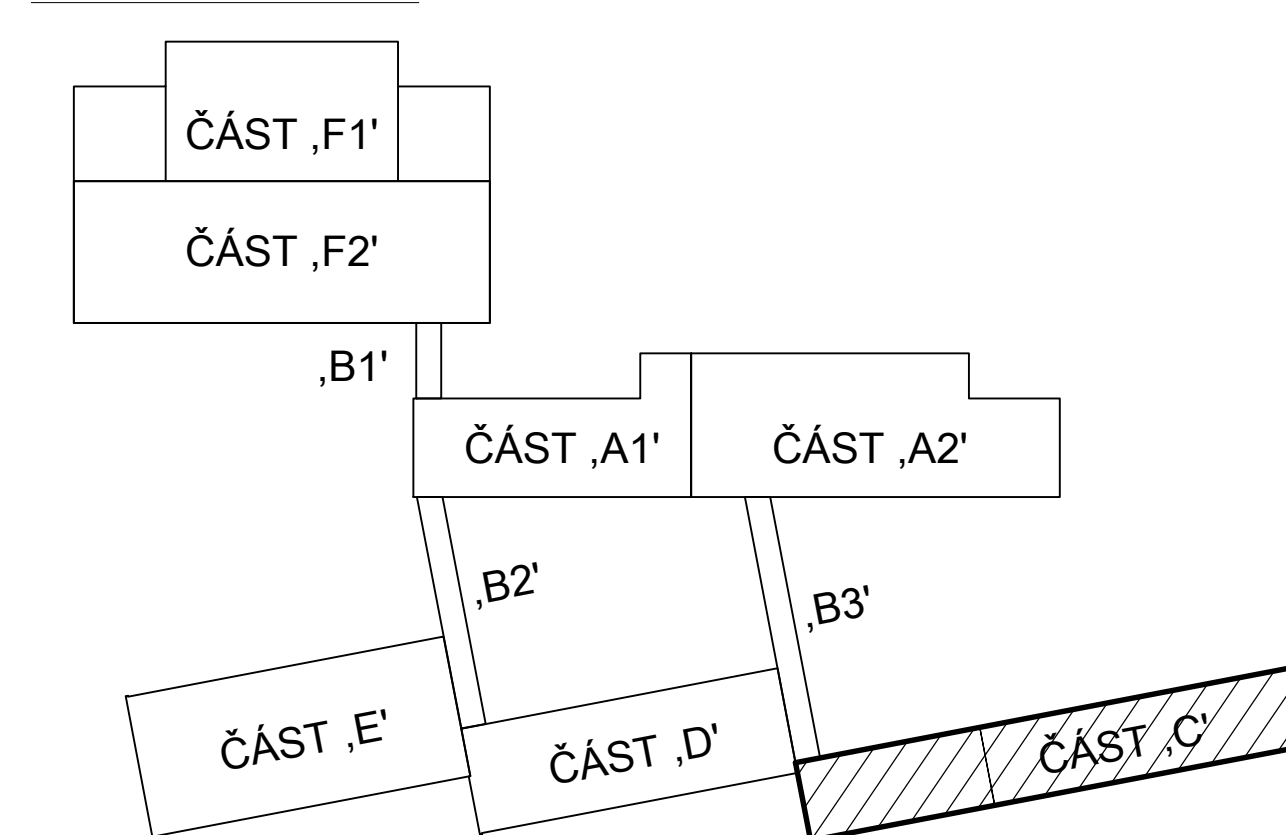 ČÁST ‚F1'
ČÁST ‚F2'
‚B1'
ČÁST ‚A1'
ČÁST ‚A2'
‚B2'
‚B3'
ČÁST ‚E'
ČÁST ‚D'
ČÁST ‚C'